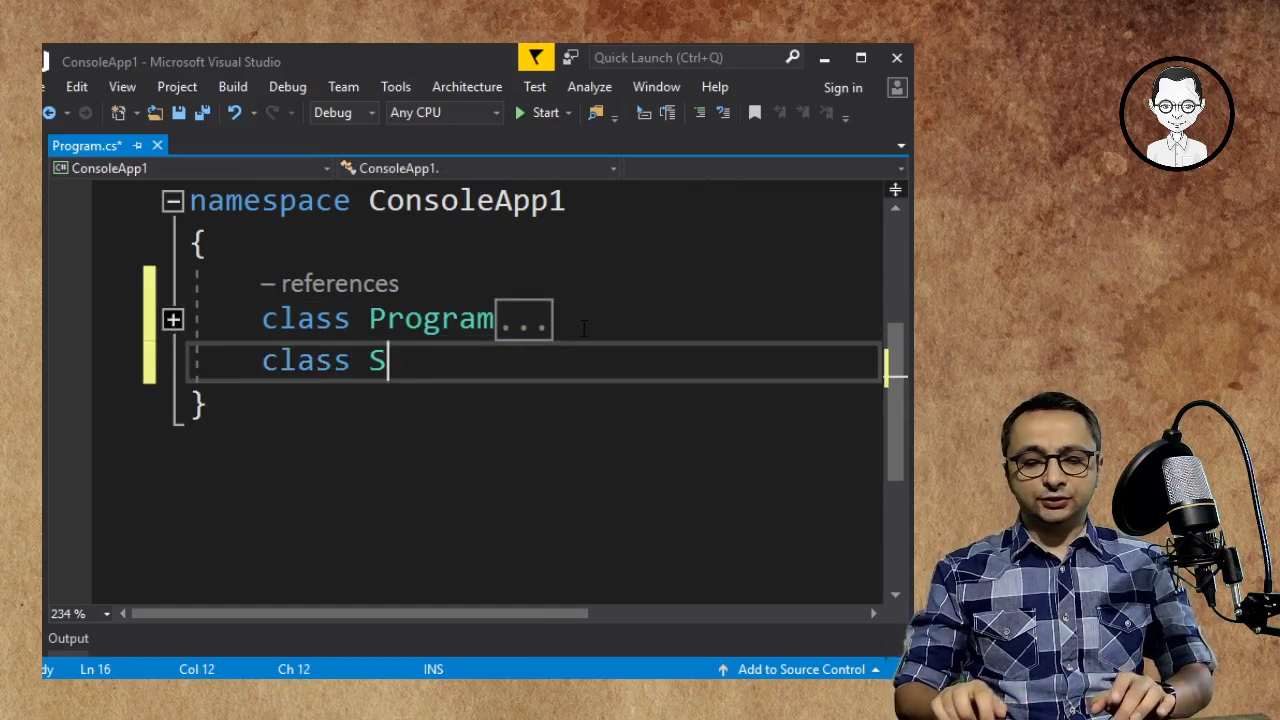 ConsoleApp1 - Microsoft Visual Studio
Quick Launch (Ctrl+Q)
Edit View Project Build Debug Team Tools Architecture Test Analyze Window Help Sign in
Debug Any CPU Start
Program.cs*
C# ConsoleApp1 ConsoleApp1.
namespace ConsoleApp1
{
– references
class Program...
class S
}
234 %
Output
Ln 16 Col 12 Ch 12 INS Add to Source Control